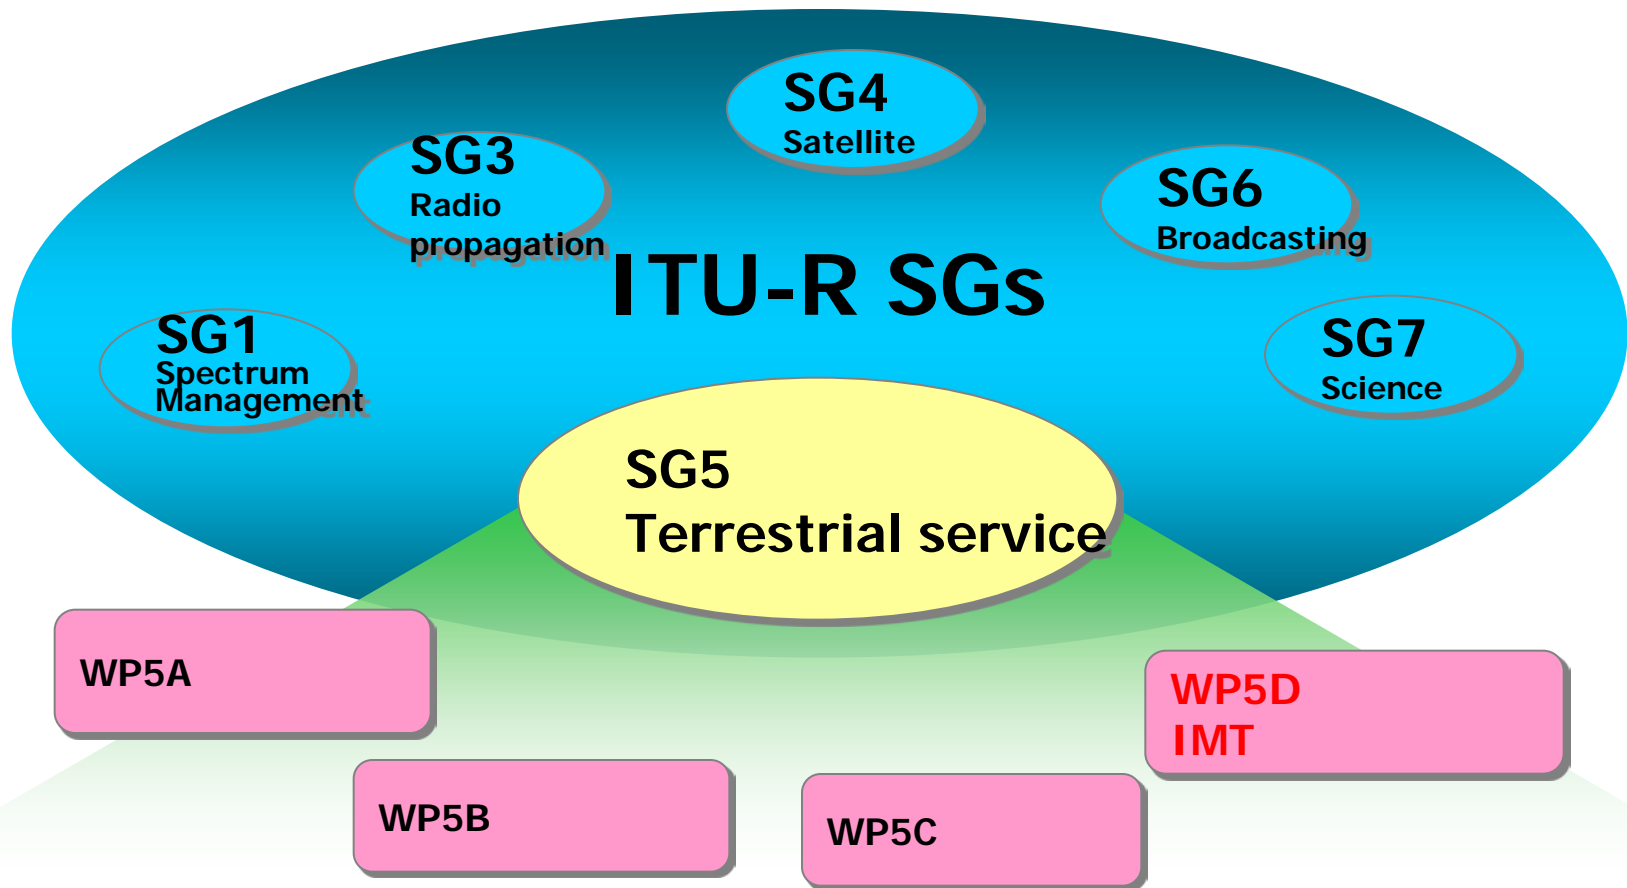 SG4
Satellite
SG3
Radio
propagation
SG6
Broadcasting
ITU-R SGs
SG1
Spectrum
Management
SG7
Science
SG5
Terrestrial service
WP5A
WP5D
IMT
WP5B
WP5C